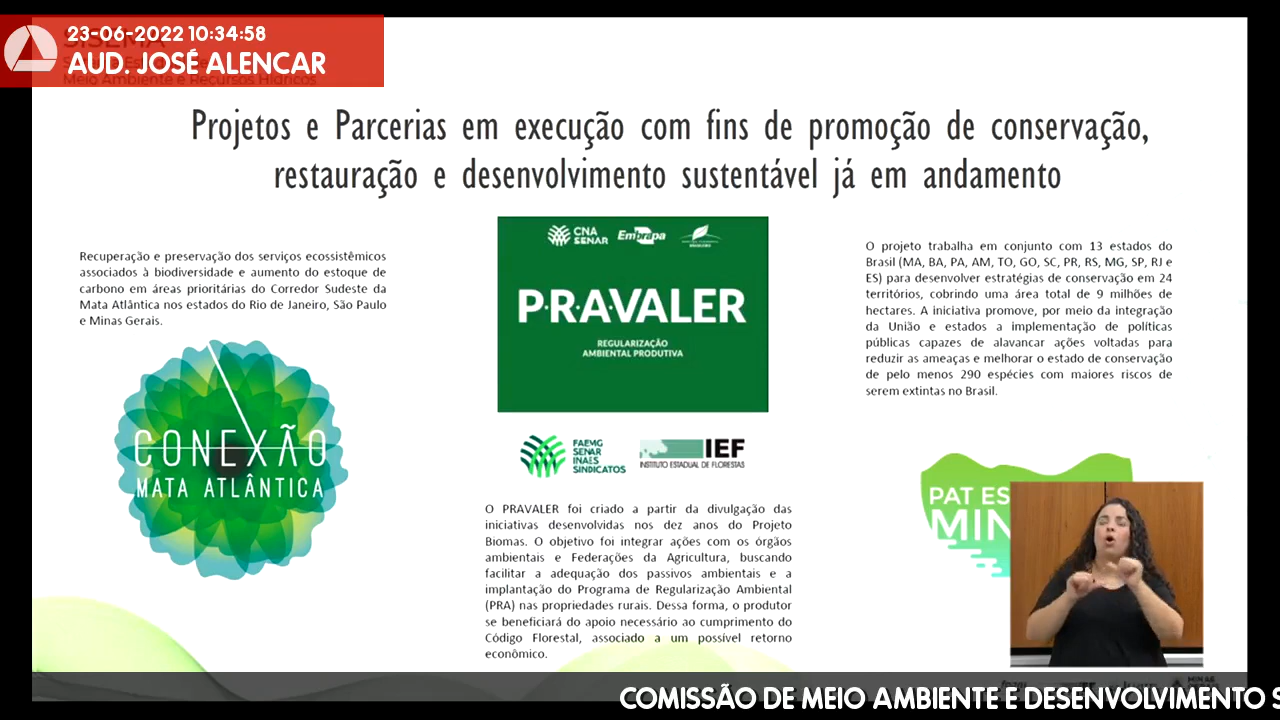 23-06-2022 10:34:58
AUD. JOSÉ ALENCAR
Meio Ambiente e Recursos Hídricos
Projetos e Parcerias em execução com fins de promoção de conservação,
restauração e desenvolvimento sustentável já em andamento
Recuperação e preservação dos serviços ecossistêmicos
associados à biodiversidade e aumento do estoque de
carbono em áreas prioritárias do Corredor Sudeste da
Mata Atlântica nos estados do Rio de Janeiro, São Paulo
e Minas Gerais.
CONEXÃO
MATA ATLÂNTICA
CNA
SENAR
Embrapa
P.R.A.VALER
REGULARIZAÇÃO
AMBIENTAL PRODUTIVA
FAEMG
SENAR
INAES
SINDICATOS
IEF
INSTITUTO ESTADUAL DE FLORESTAS
O PRAVALER foi criado a partir da divulgação das
iniciativas desenvolvidas nos dez anos do Projeto
Biomas. O objetivo foi integrar ações com os órgãos
ambientais e Federações da Agricultura, buscando
facilitar a adequação dos passivos ambientais e a
implantação do Programa de Regularização Ambiental
(PRA) nas propriedades rurais. Dessa forma, o produtor
se beneficiará do apoio necessário ao cumprimento do
Código Florestal, associado a um possível retorno
econômico.
O projeto trabalha em conjunto com 13 estados do
Brasil (MA, BA, PA, AM, TO, GO, SC, PR, RS, MG, SP, RJ e
ES) para desenvolver estratégias de conservação em 24
territórios, cobrindo uma área total de 9 milhões de
hectares. A iniciativa promove, por meio da integração
da União e estados a implementação de políticas
públicas capazes de alavancar ações voltadas para
reduzir as ameaças e melhorar o estado de conservação
de pelo menos 290 espécies com maiores riscos de
serem extintas no Brasil.
PAT ES
MIN
COMISSÃO DE MEIO AMBIENTE E DESENVOLVIMENTO S